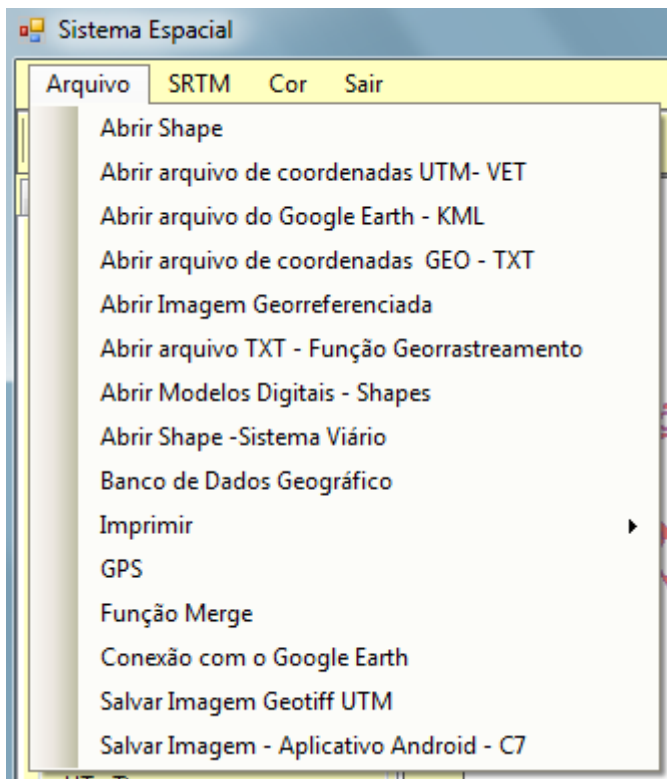 Sistema Espacial
Arquivo SRTM Cor Sair
Abrir Shape
Abrir arquivo de coordenadas UTM- VET
Abrir arquivo do Google Earth - KML
Abrir arquivo de coordenadas  GEO - TXT
Abrir Imagem Georreferenciada
Abrir arquivo TXT - Função Georrastreamento
Abrir Modelos Digitais - Shapes
Abrir Shape -Sistema Viário
Banco de Dados Geográfico
Imprimir
GPS
Função Merge
Conexão com o Google Earth
Salvar Imagem Geotiff UTM
Salvar Imagem - Aplicativo Android - C7